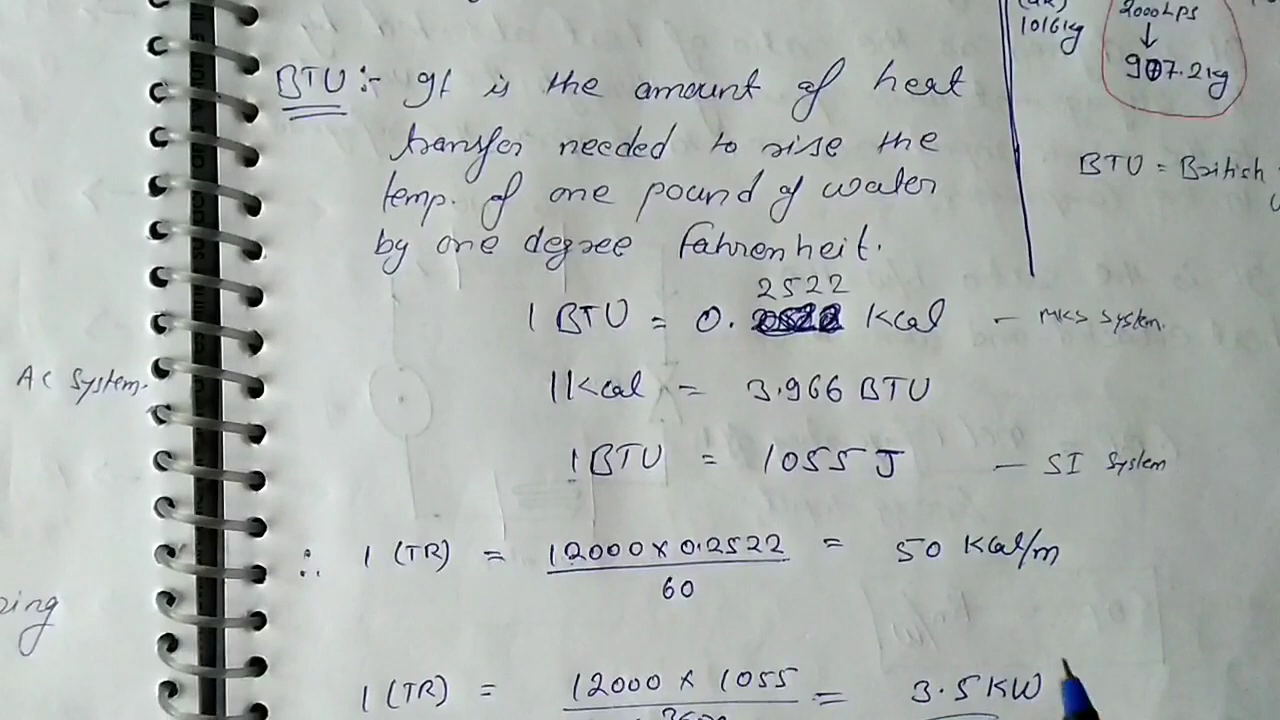 BTU :- It is the amount of heat
transfer needed to rise the
temp. of one pound of water
by one degree Fahrenheit.
2522
1 BTU = 0. Kcal - MKS System.
1 Kcal = 3.966 BTU
1 BTU = 1055 J - SI System
∴ 1 (TR) = 12000 x 0.2522 = 50 Kcal/m
60
1 (TR) = 12000 x 1055 = 3.5 KW
1016 kg
2000 Lps
↓
907.2 kg
BTU = British
AC System.